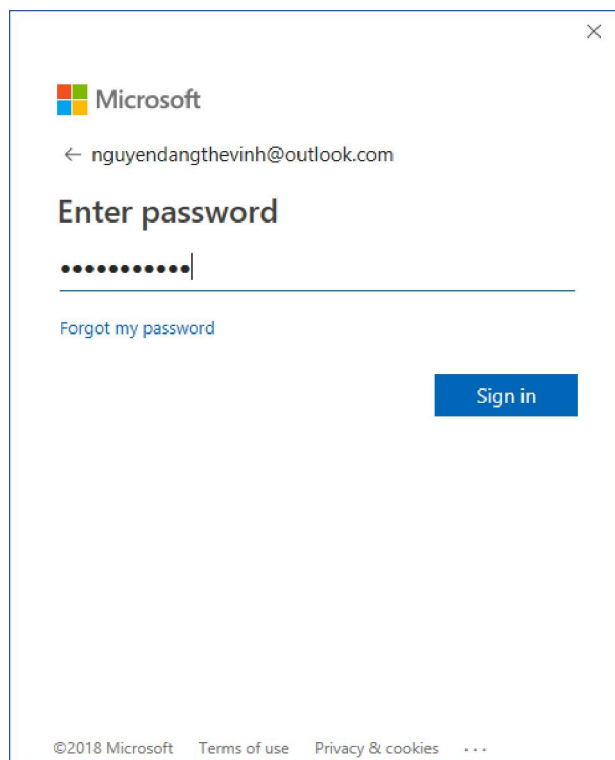 Microsoft
← nguyendangthevinh@outlook.com
Enter password
●●●●●●●●●●●
Forgot my password
Sign in
©2018 Microsoft Terms of use Privacy & cookies ...